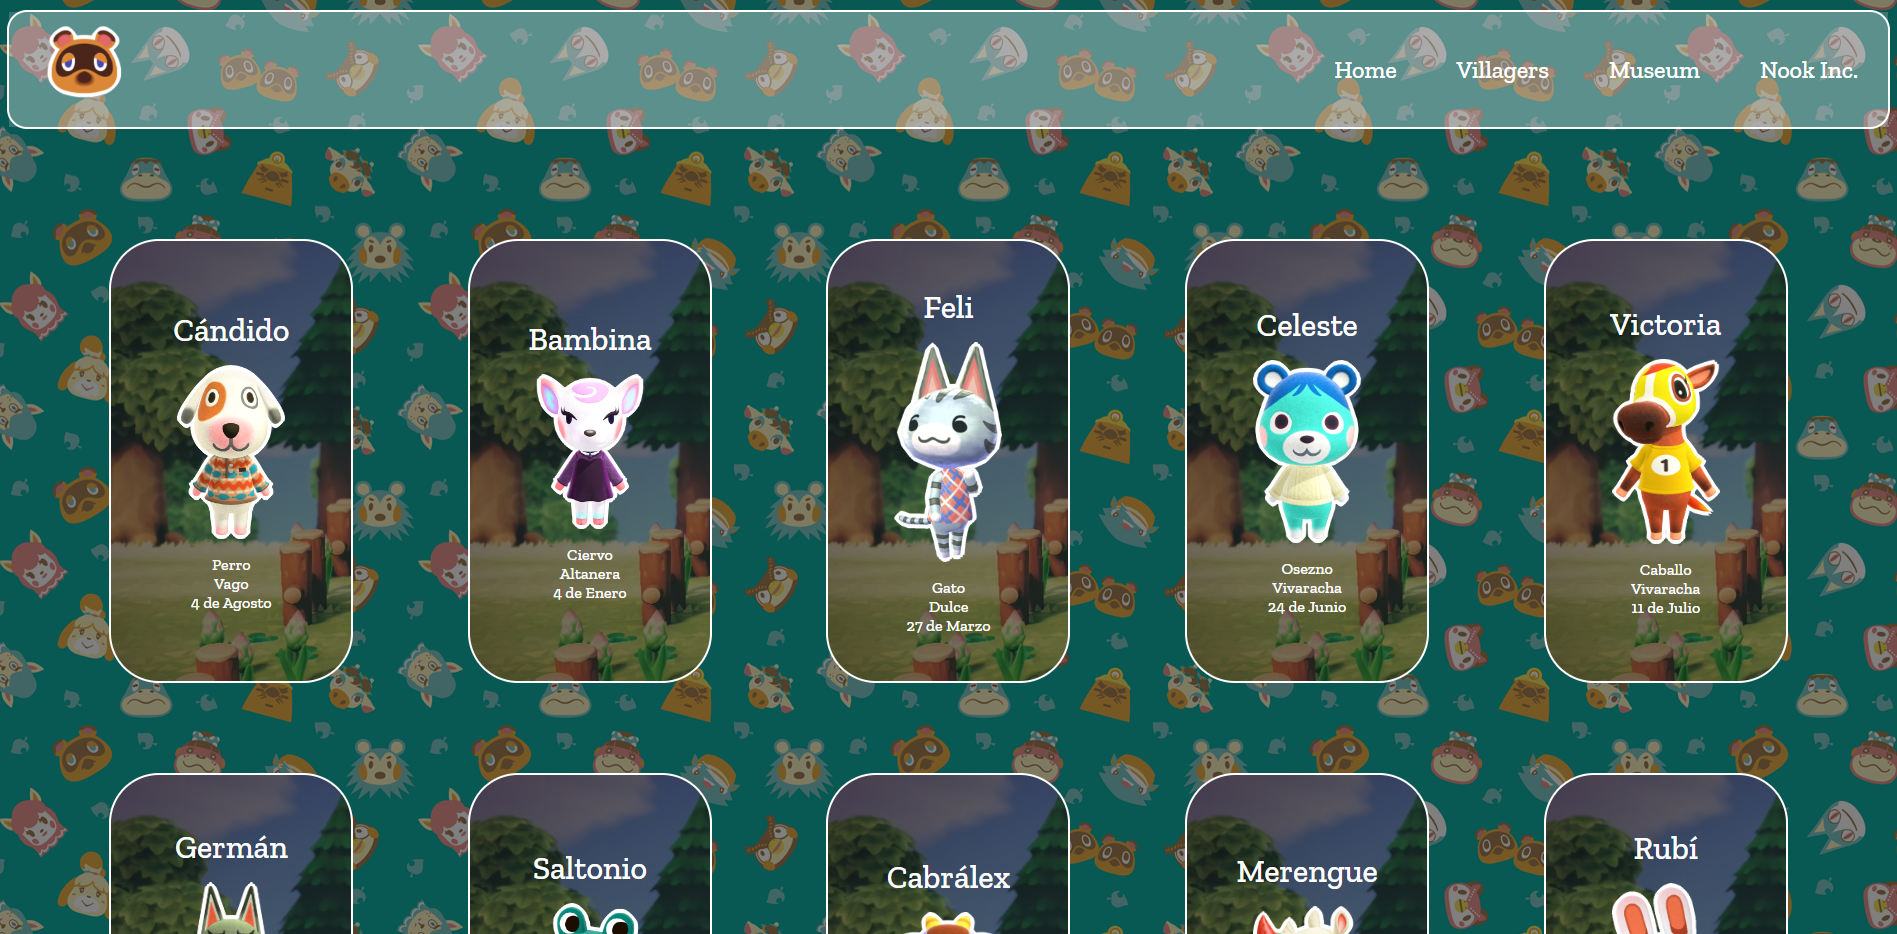 Home
Villagers
Museum
Nook Inc.
Cándido
Perro
Vago
4 de Agosto
Bambina
Ciervo
Altanera
4 de Enero
Feli
Gato
Dulce
27 de Marzo
Celeste
Osezno
Vivaracha
24 de Junio
Victoria
1
Caballo
Vivaracha
11 de Julio
Germán
Saltonio
Cabrálex
Merengue
Rubí